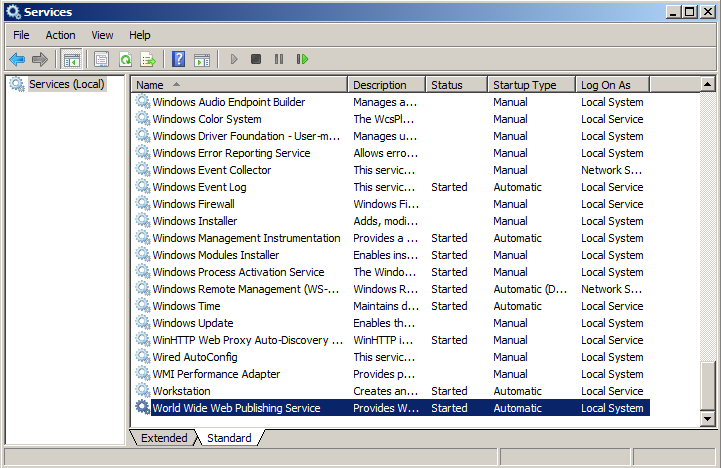 Services
File Action View Help
Services (Local)
Name Description Status Startup Type Log On As
Windows Audio Endpoint Builder Manages a... Manual Local System
Windows Color System The WcsPl... Manual Local Service
Windows Driver Foundation - User-m... Manages u... Manual Local System
Windows Error Reporting Service Allows erro... Manual Local System
Windows Event Collector This servic... Manual Network S...
Windows Event Log This servic... Started Automatic Local Service
Windows Firewall Windows Fi... Manual Local Service
Windows Installer Adds, modi... Manual Local System
Windows Management Instrumentation Provides a ... Started Automatic Local System
Windows Modules Installer Enables ins... Started Manual Local System
Windows Process Activation Service The Windo... Started Manual Local System
Windows Remote Management (WS-... Windows R... Started Automatic (D... Network S...
Windows Time Maintains d... Started Automatic Local Service
Windows Update Enables th... Manual Local System
WinHTTP Web Proxy Auto-Discovery ... WinHTTP i... Started Manual Local Service
Wired AutoConfig This servic... Manual Local System
WMI Performance Adapter Provides p... Manual Local System
Workstation Creates an... Started Automatic Local Service
World Wide Web Publishing Service Provides W... Started Automatic Local System
Extended Standard